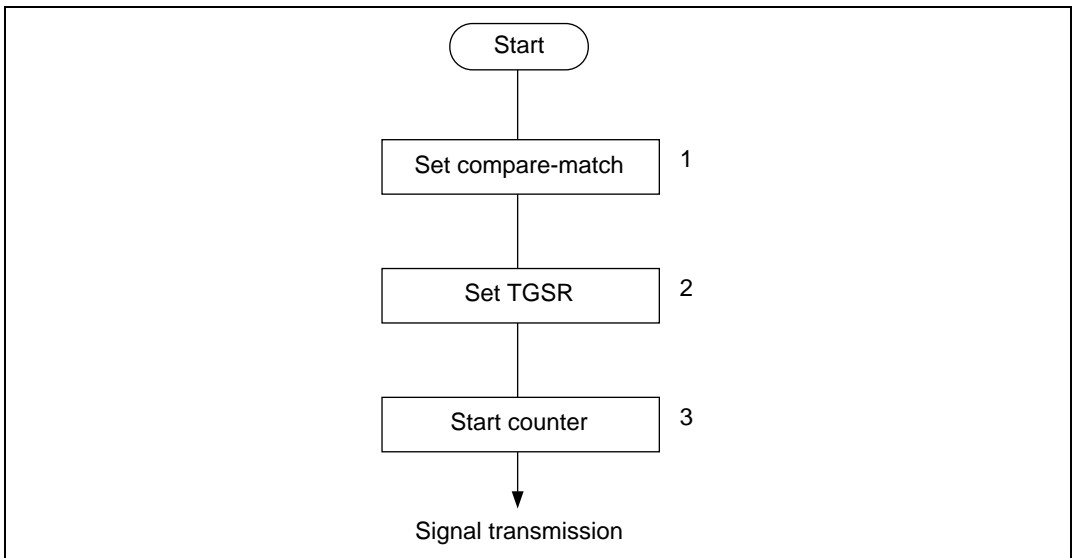 Start
Set compare-match 1
Set TGSR 2
Start counter 3
Signal transmission